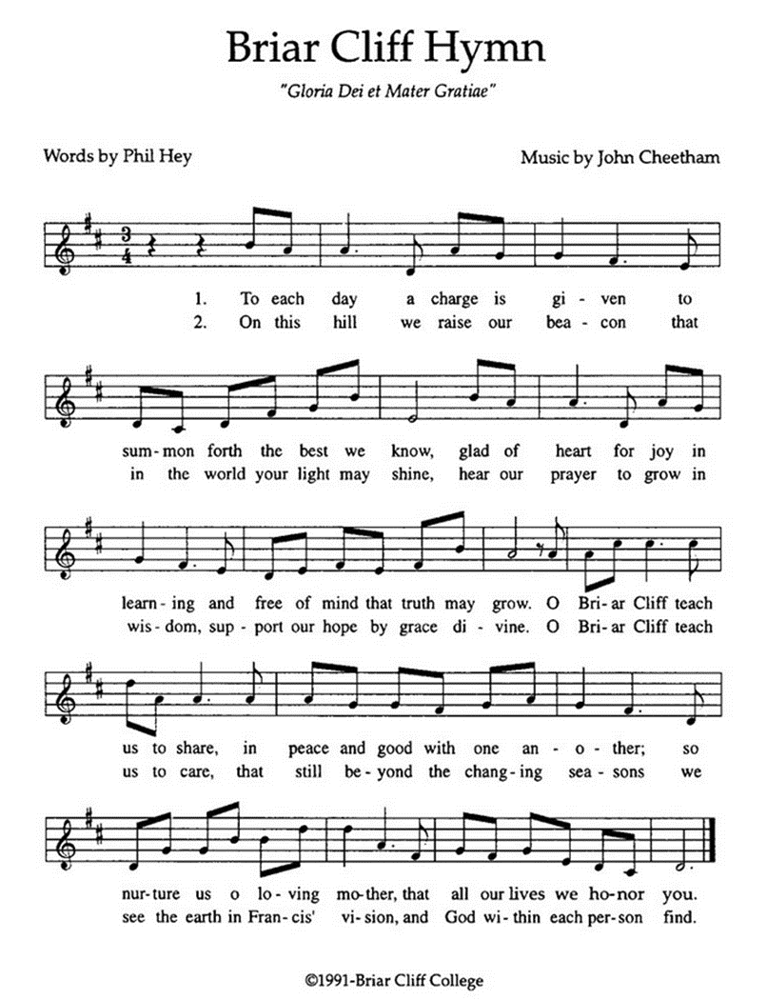 Briar Cliff Hymn
"Gloria Dei et Mater Gratiae"
Words by Phil Hey Music by John Cheetham
3
4
1. To each day a charge is gi - ven to
2. On this hill we raise our bea - con that
sum - mon forth the best we know, glad of heart for joy in
in the world your light may shine, hear our prayer to grow in
learn - ing and free of mind that truth may grow. O Bri - ar Cliff teach
wis - dom, sup - port our hope by grace di - vine. O Bri - ar Cliff teach
us to share, in peace and good with one an - o - ther; so
us to care, that still be - yond the chang - ing sea - sons we
nur - ture us o lo - ving mo - ther, that all our lives we ho - nor you.
see the earth in Fran - cis' vi - sion, and God wi - thin each per - son find.
©1991-Briar Cliff College